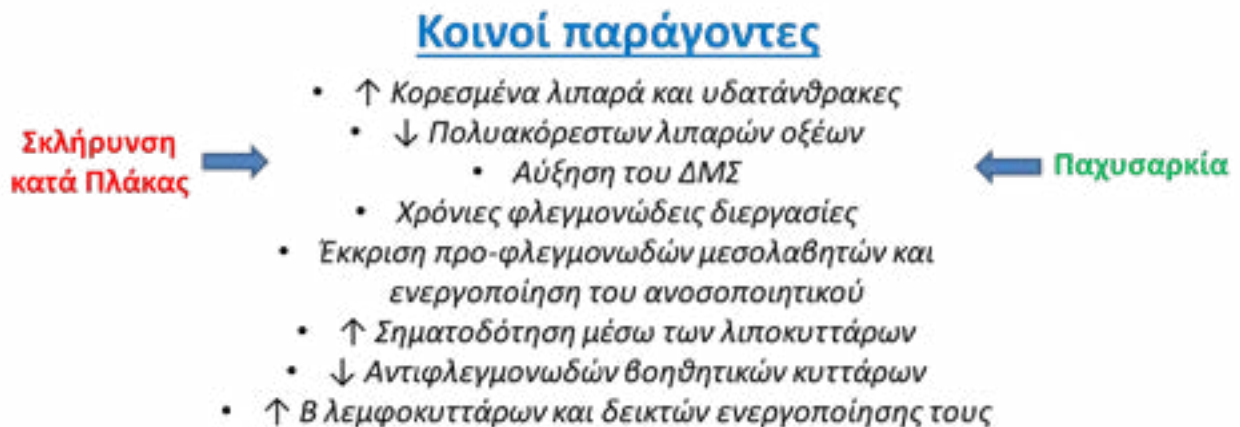 Κοινοί παράγοντες
• ↑ Κορεσμένα λιπαρά και υδατάνθρακες
• ↓ Πολυακόρεστων λιπαρών οξέων
• Αύξηση του ΔΜΣ
• Χρόνιες φλεγμονώδεις διεργασίες
• Έκκριση προ-φλεγμονωδών μεσολαβητών και
ενεργοποίηση του ανοσοποιητικού
• ↑ Σηματοδότηση μέσω των λιποκυττάρων
• ↓ Αντιφλεγμονωδών βοηθητικών κυττάρων
• ↑ Β λεμφοκυττάρων και δεικτών ενεργοποίησης τους
Σκλήρυνση
κατά Πλάκας
Παχυσαρκία